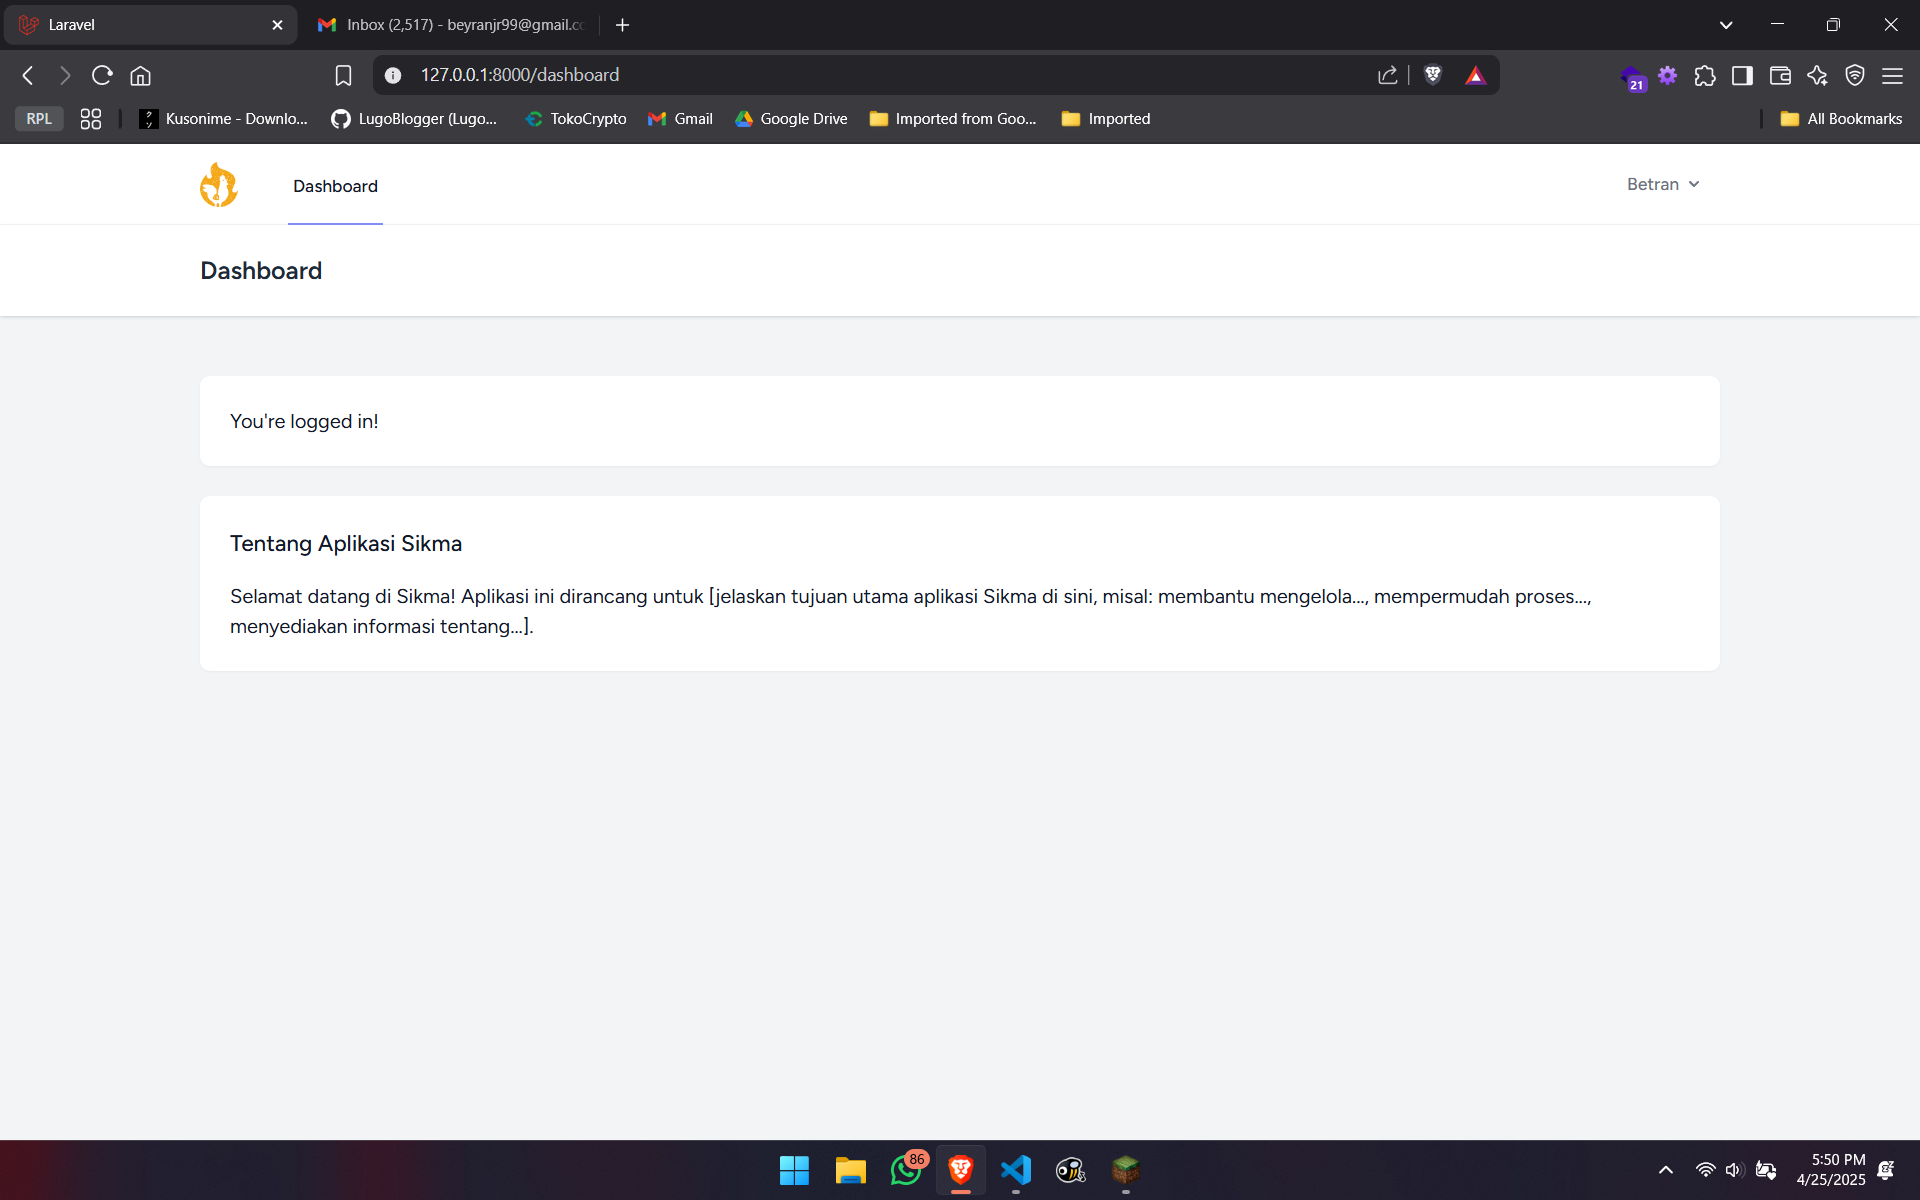 Laravel
Inbox (2,517) - beyranjr99@gmail.c
127.0.0.1:8000/dashboard
21
RPL
Kusonime - Downlo...
LugoBlogger (Lugo...
TokoCrypto
Gmail
Google Drive
Imported from Goo...
Imported
All Bookmarks
Dashboard
Betran
Dashboard
You're logged in!
Tentang Aplikasi Sikma
Selamat datang di Sikma! Aplikasi ini dirancang untuk [jelaskan tujuan utama aplikasi Sikma di sini, misal: membantu mengelola..., mempermudah proses...,
menyediakan informasi tentang...].
86
5:50 PM
4/25/2025